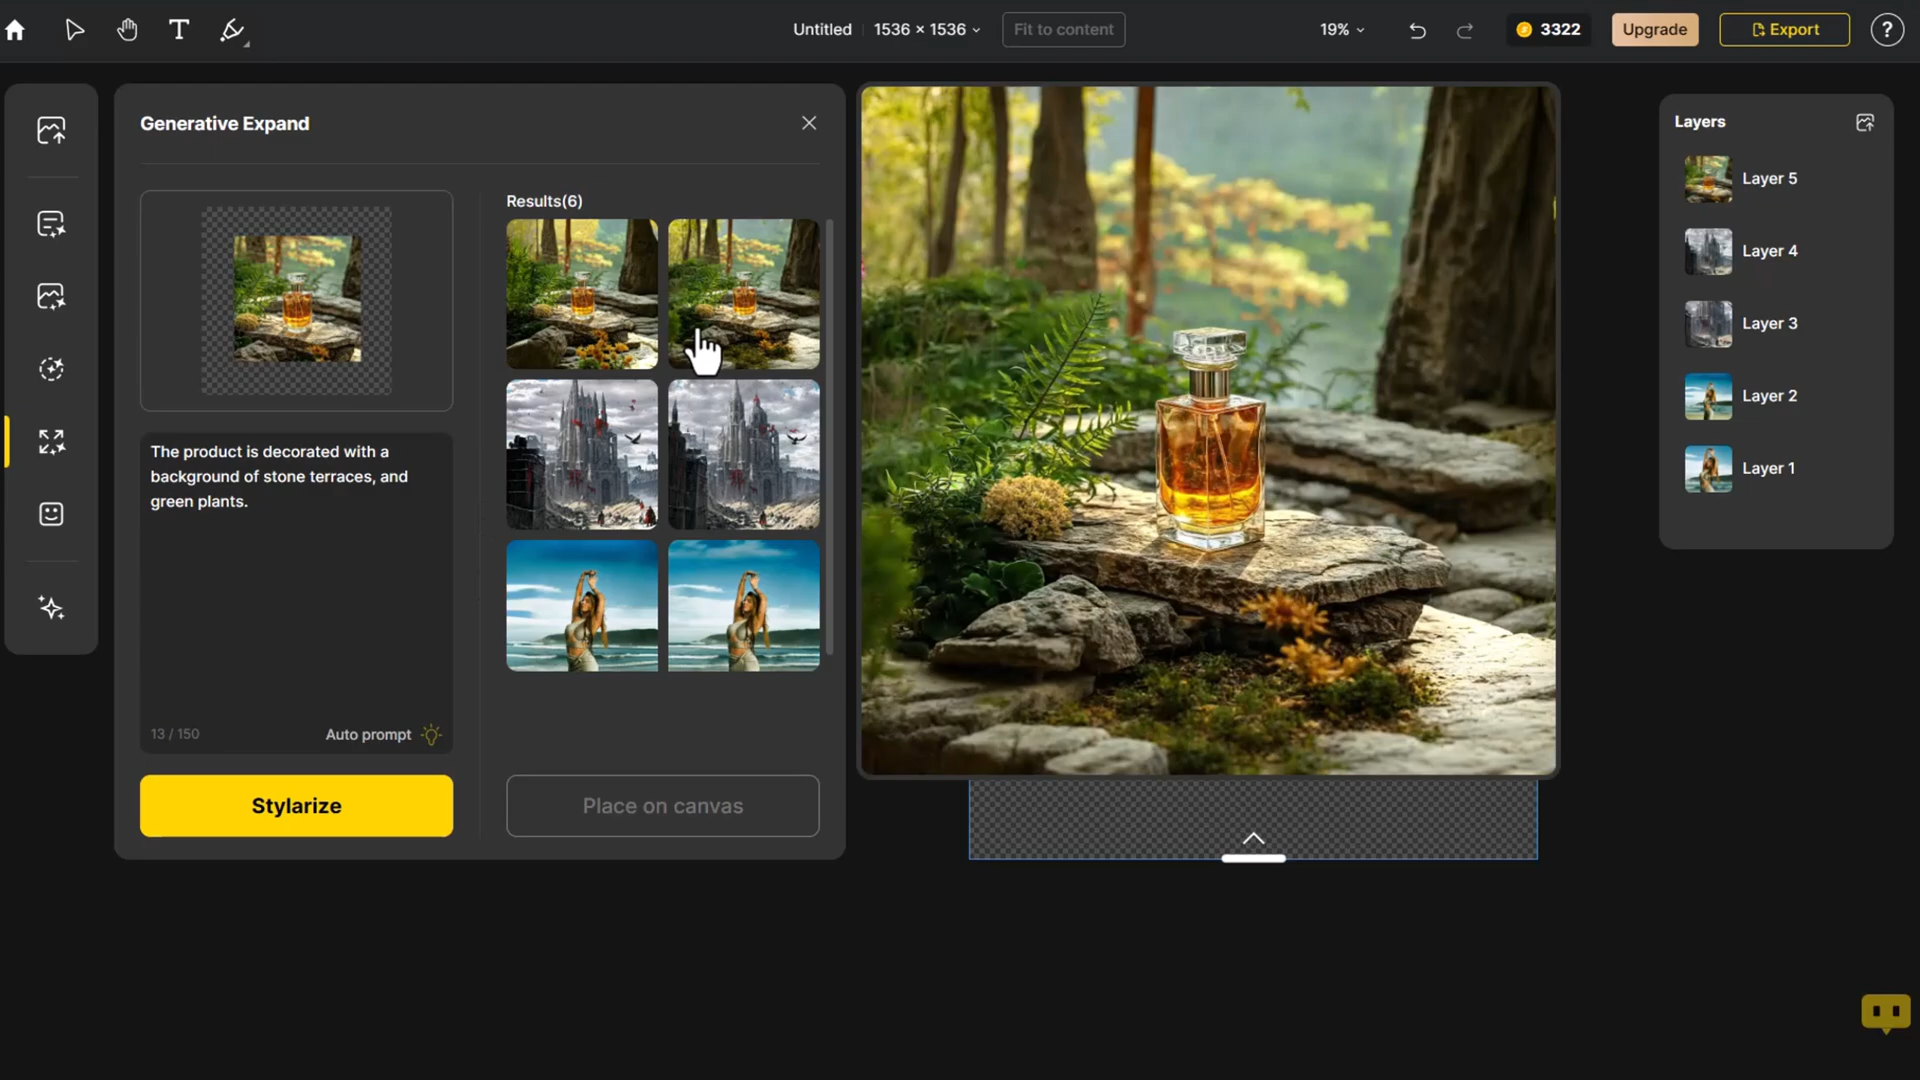 Untitled
1536 × 1536
Fit to content
19%
3322
Upgrade
Export
?
Generative Expand
The product is decorated with a
background of stone terraces, and
green plants.
13 / 150
Auto prompt
Stylarize
Results(6)
Place on canvas
Layers
Layer 5
Layer 4
Layer 3
Layer 2
Layer 1